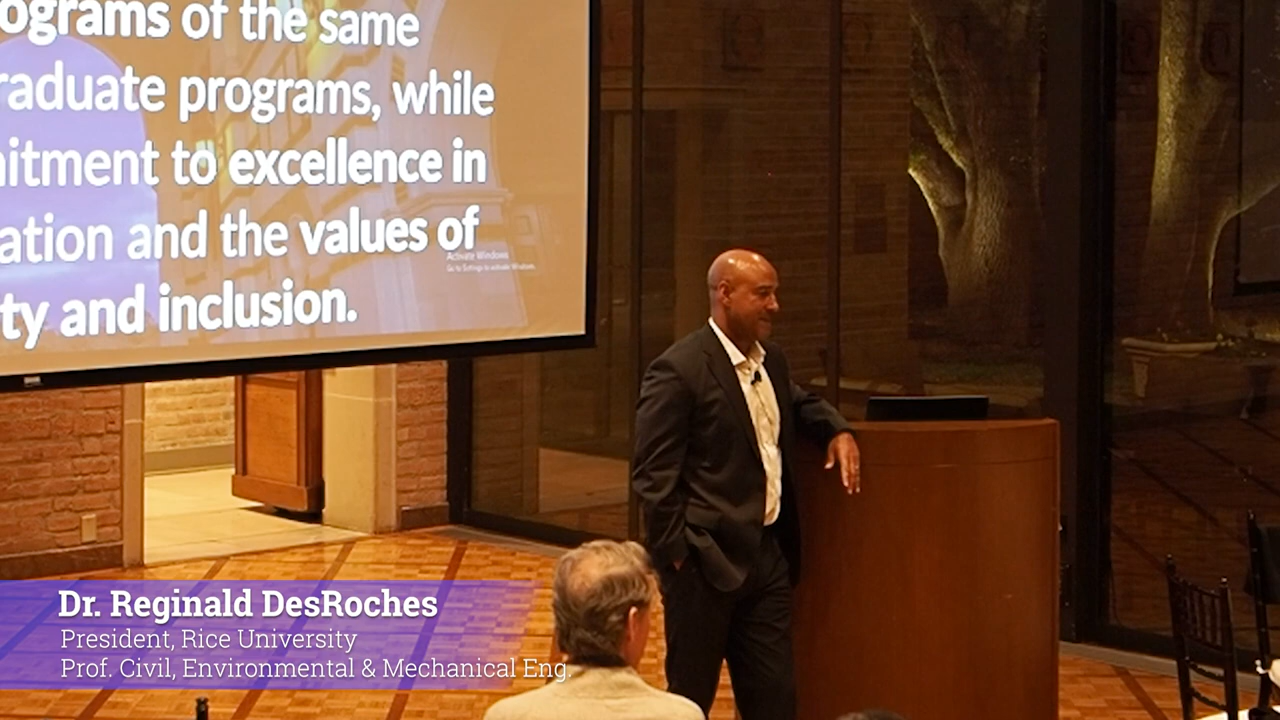 ograms of the same
raduate programs, while
itment to excellence in
ation and the values of
Activate Windows
Go to Settings to activate Windows.
ty and inclusion.
Dr. Reginald DesRoches
President, Rice University
Prof. Civil, Environmental & Mechanical Eng.